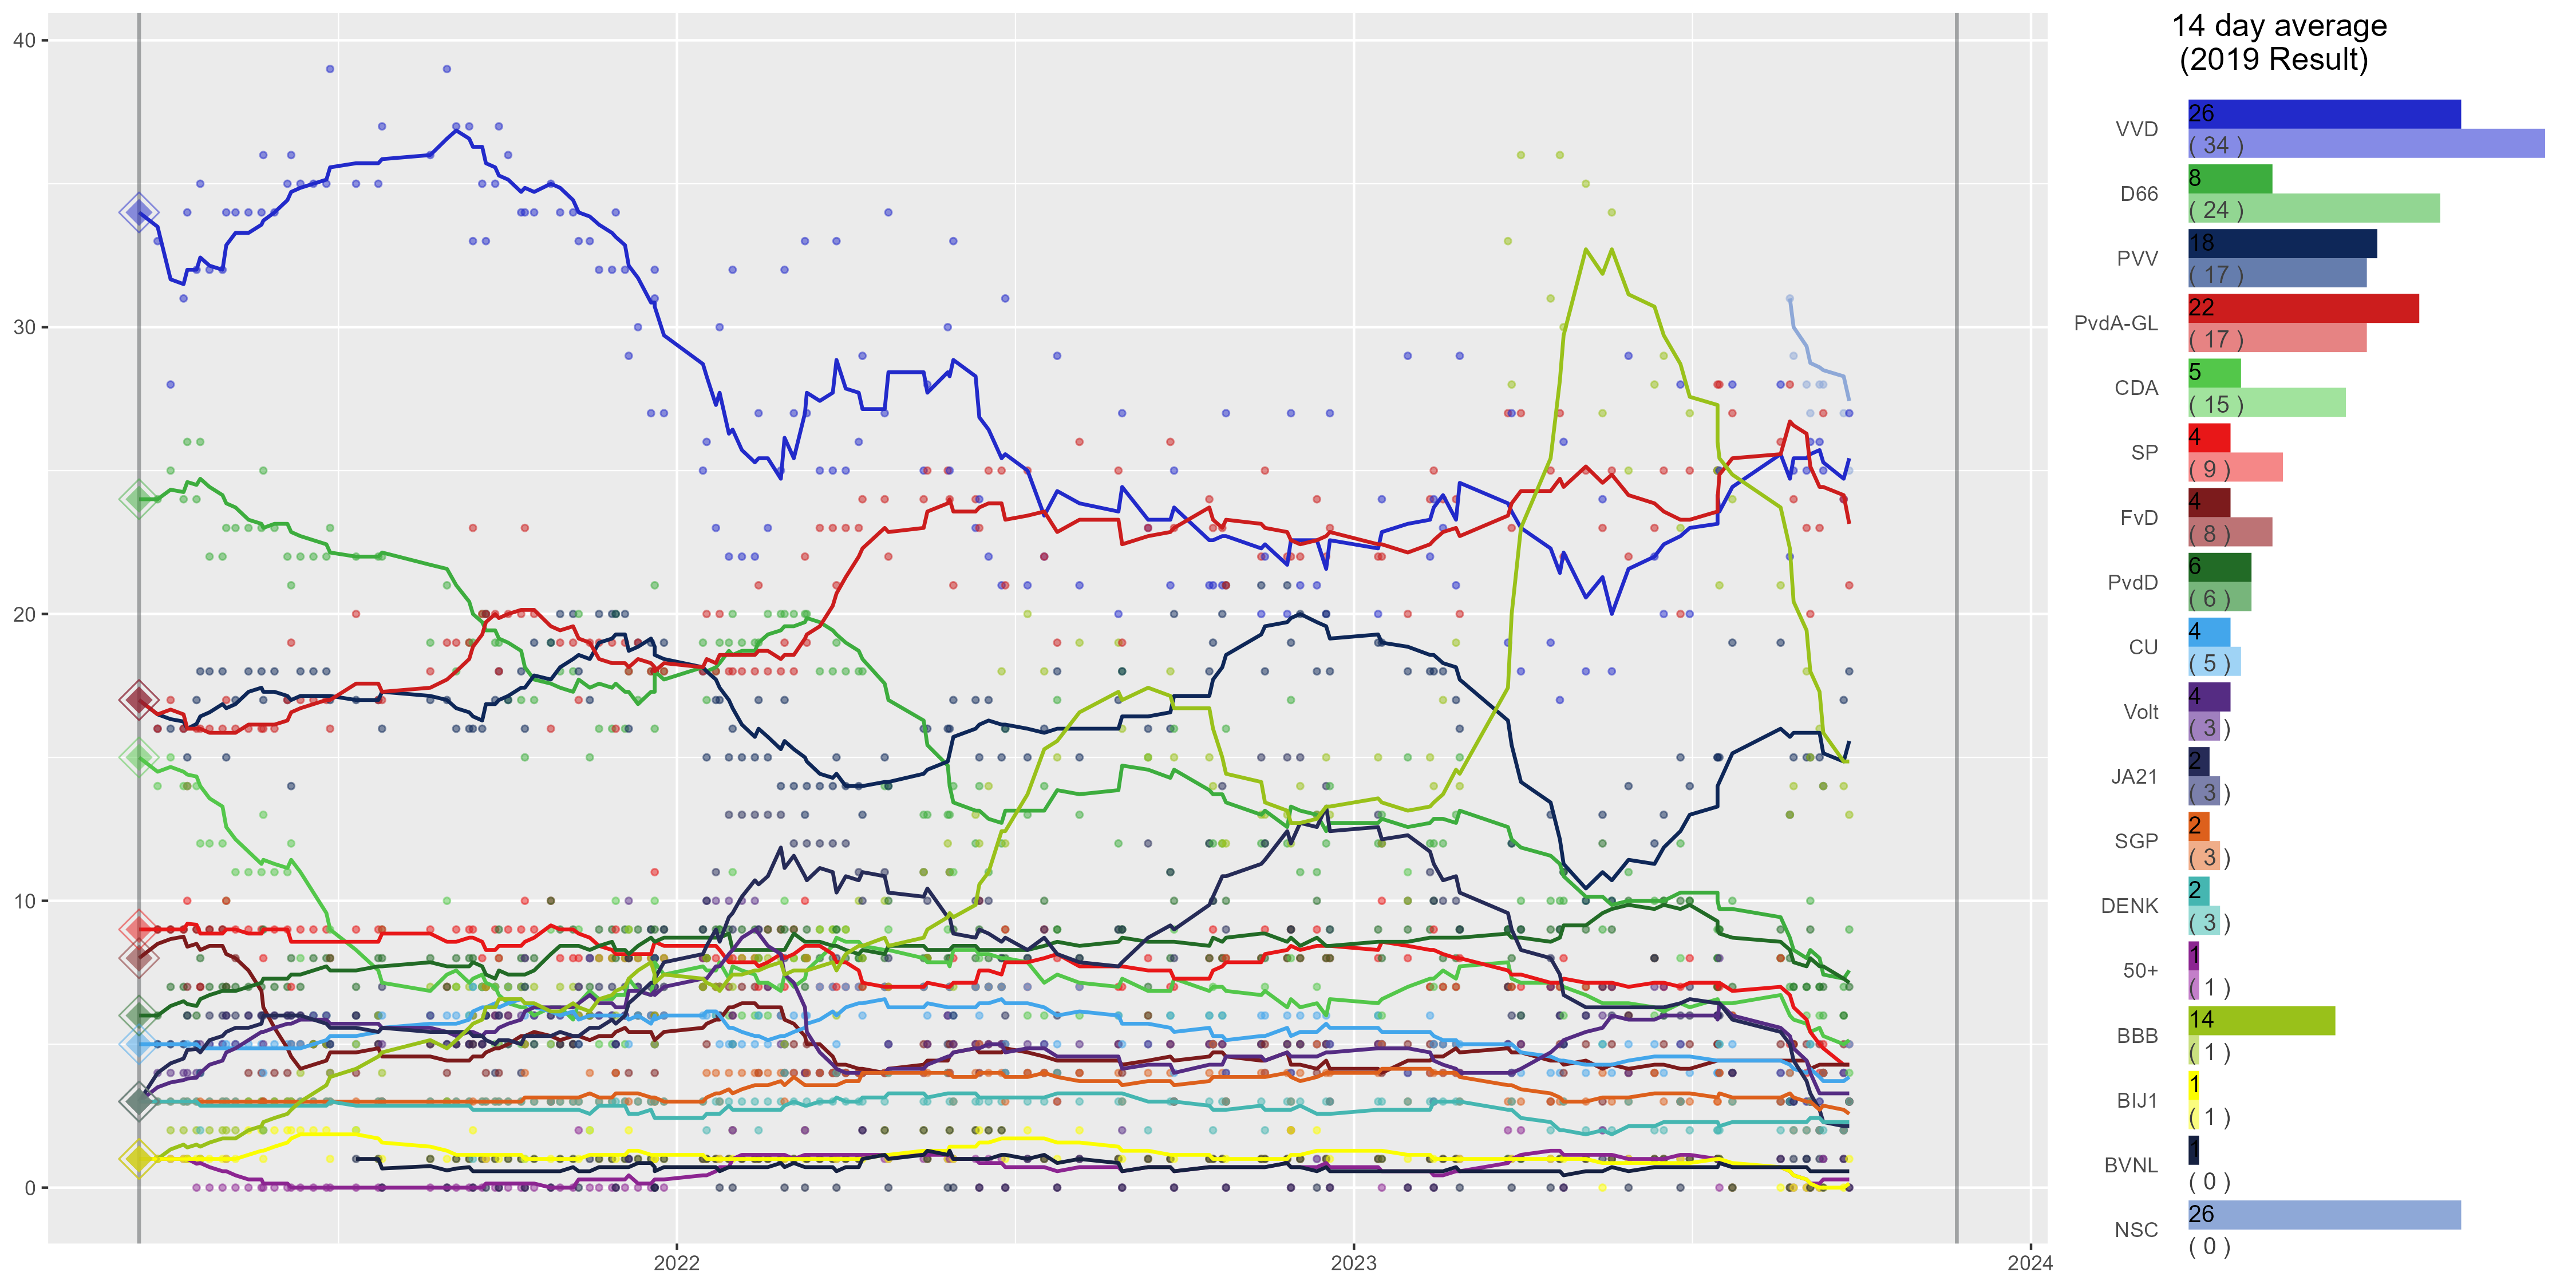 40
30
20
10
0
2022
2023
2024
14 day average
(2019 Result)
VVD
26
( 34 )
D66
8
( 24 )
PVV
18
( 17 )
PvdA-GL
22
( 17 )
CDA
5
( 15 )
SP
4
( 9 )
FvD
4
( 8 )
PvdD
6
( 6 )
CU
4
( 5 )
Volt
4
( 3 )
JA21
2
( 3 )
SGP
2
( 3 )
DENK
2
( 3 )
50+
1
( 1 )
BBB
14
( 1 )
BIJ1
1
( 1 )
BVNL
1
( 0 )
NSC
26
( 0 )